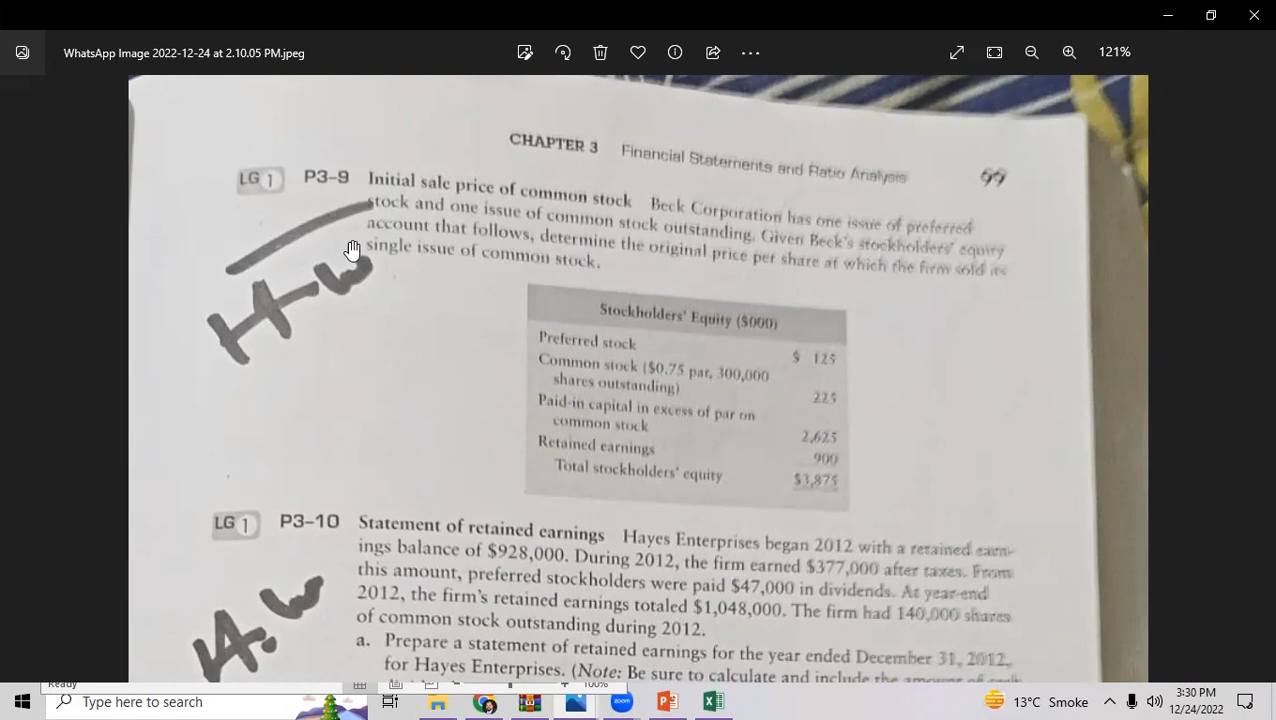 WhatsApp Image 2022-12-24 at 2.10.05 PM.jpeg
121%
CHAPTER 3 Financial Statements and Ratio Analysis 99
LG 1 P3–9 Initial sale price of common stock Beck Corporation has one issue of preferred
stock and one issue of common stock outstanding. Given Beck's stockholders' equity
account that follows, determine the original price per share at which the firm sold its
single issue of common stock.
H-W
Stockholders' Equity ($000)
Preferred stock $ 125
Common stock ($0.75 par, 300,000
shares outstanding) 225
Paid-in capital in excess of par on
common stock 2,625
Retained earnings 900
Total stockholders' equity $3,875
LG 1 P3–10 Statement of retained earnings Hayes Enterprises began 2012 with a retained earn-
ings balance of $928,000. During 2012, the firm earned $377,000 after taxes. From
this amount, preferred stockholders were paid $47,000 in dividends. At year-end
2012, the firm's retained earnings totaled $1,048,000. The firm had 140,000 shares
of common stock outstanding during 2012.
H.W
a. Prepare a statement of retained earnings for the year ended December 31, 2012,
for Hayes Enterprises. (Note: Be sure to calculate and include the amount of cash
Ready
100%
Type here to search
zoom
13°C Smoke
3:30 PM
12/24/2022